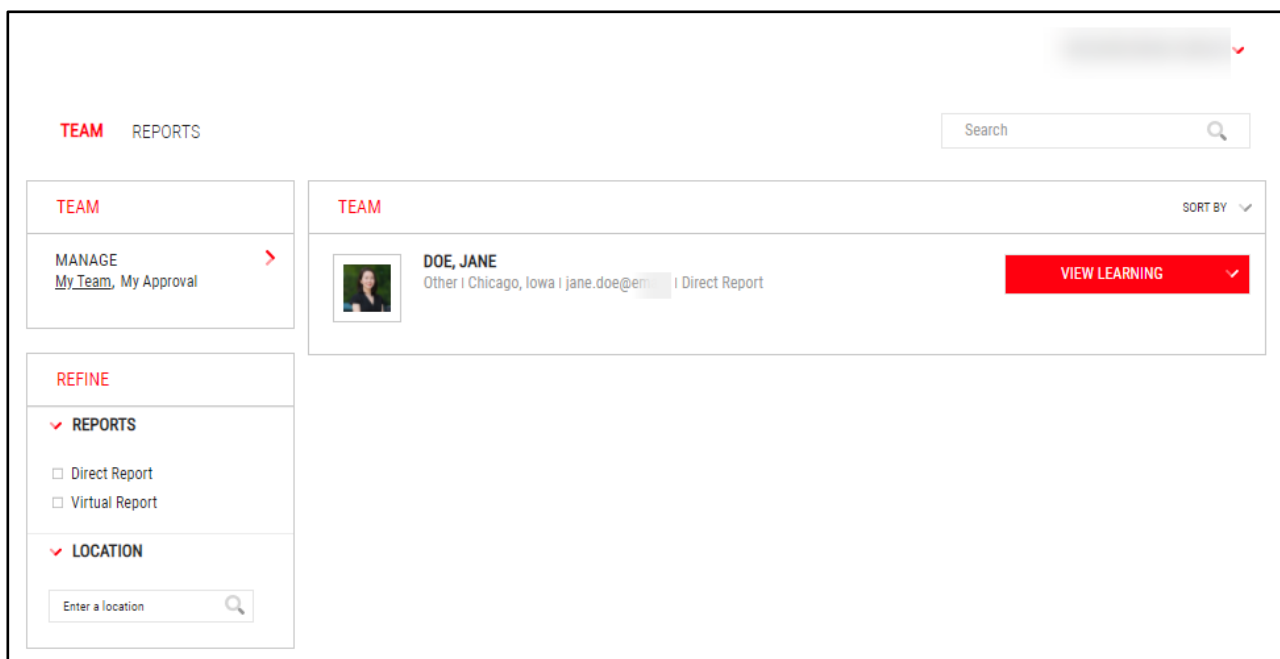 TEAM REPORTS
Search
TEAM
MANAGE
My Team, My Approval
REFINE
REPORTS
Direct Report
Virtual Report
LOCATION
Enter a location
TEAM
SORT BY
DOE, JANE
Other | Chicago, Iowa | jane.doe@em | Direct Report
VIEW LEARNING